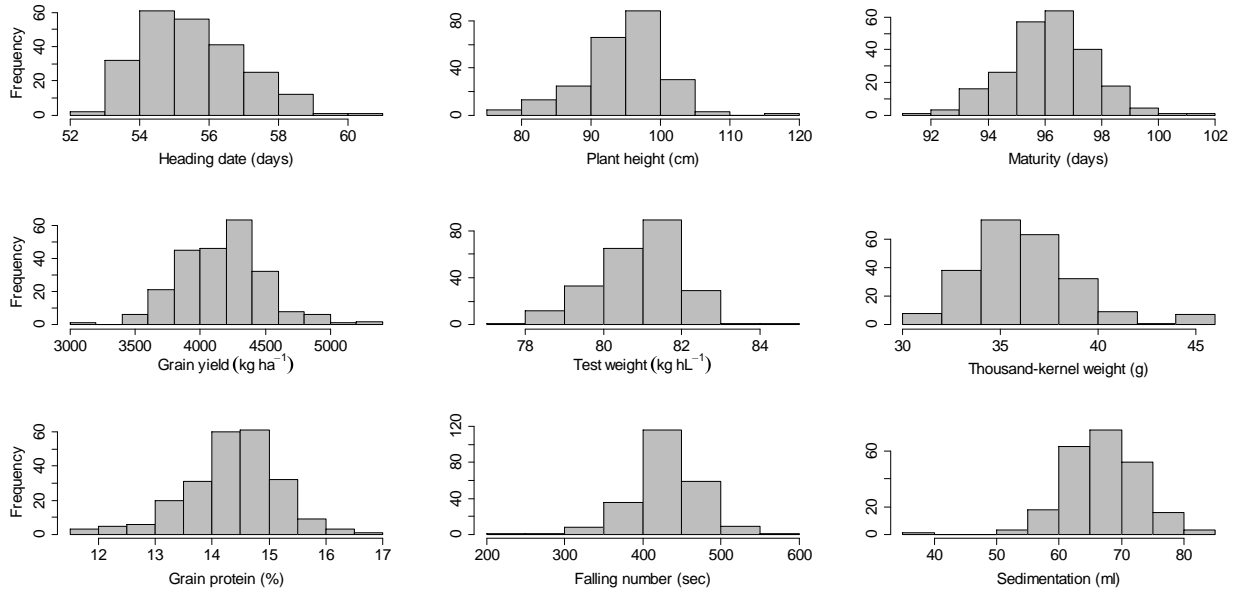 Frequency
0 20 40 60
52 54 56 58 60
Heading date (days)
0 40 80
80 90 100 110 120
Plant height (cm)
0 20 40 60
92 94 96 98 100 102
Maturity (days)
Frequency
0 20 40 60
3000 3500 4000 4500 5000
Grain yield (kg ha⁻¹)
0 40 80
78 80 82 84
Test weight (kg hL⁻¹)
0 20 40 60
30 35 40 45
Thousand-kernel weight (g)
Frequency
0 20 40 60
12 13 14 15 16 17
Grain protein (%)
0 40 80 120
200 300 400 500 600
Falling number (sec)
0 20 60
40 50 60 70 80
Sedimentation (ml)